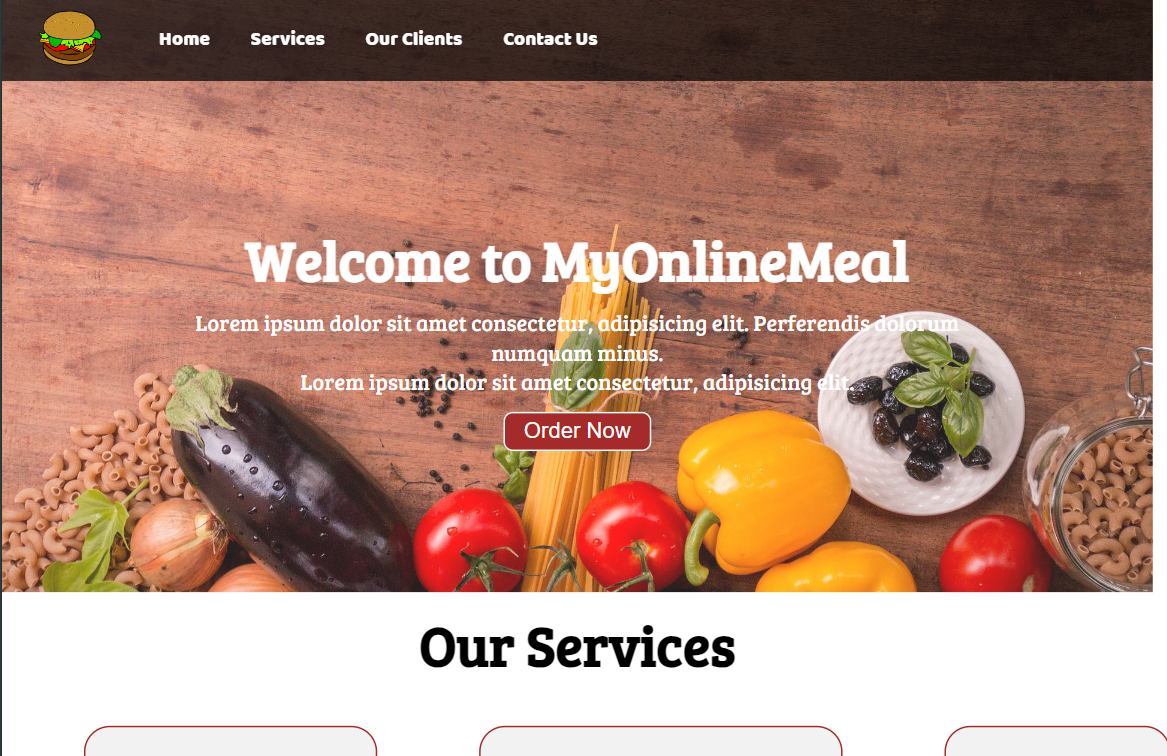 Home Services Our Clients Contact Us
Welcome to MyOnlineMeal
Lorem ipsum dolor sit amet consectetur, adipisicing elit. Perferendis dolorum
numquam minus.
Lorem ipsum dolor sit amet consectetur, adipisicing elit.
Order Now
Our Services